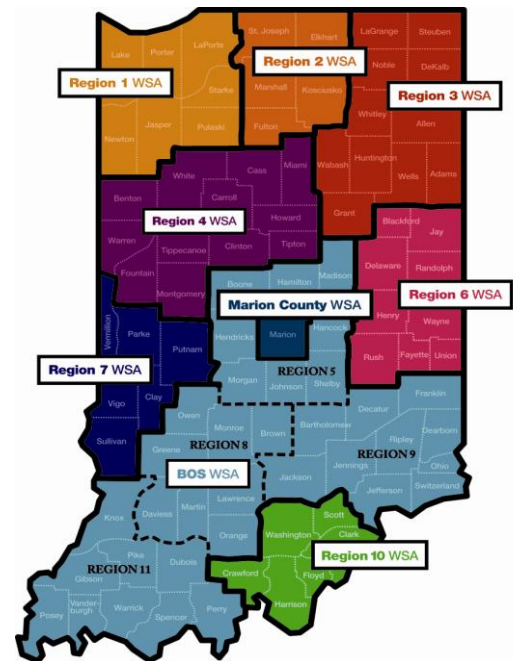 St. Joseph
Elkhart
LaGrange
Steuben
Lake
Porter
LaPorte
Region 2 WSA
Noble
DeKalb
Region 1 WSA
Marshall
Kosciusko
Region 3 WSA
Starke
Whitley
Allen
Newton
Jasper
Pulaski
Fulton
Wabash
Huntington
Wells
Adams
White
Cass
Miami
Benton
Carroll
Grant
Howard
Region 4 WSA
Blackford
Jay
Warren
Tippecanoe
Clinton
Tipton
Delaware
Randolph
Fountain
Montgomery
Boone
Hamilton
Madison
Region 6 WSA
Marion County WSA
Henry
Wayne
Vermillion
Parke
Putnam
Hendricks
Marion
Hancock
Rush
Fayette
Union
Region 7 WSA
Morgan
Johnson
Shelby
REGION 5
Vigo
Clay
Owen
Franklin
Sullivan
Greene
Monroe
Brown
Bartholomew
Decatur
Ripley
Dearborn
REGION 8
Jennings
REGION 9
Ohio
BOS WSA
Jackson
Jefferson
Switzerland
Knox
Daviess
Martin
Lawrence
Scott
Orange
Washington
Clark
Pike
Dubois
Region 10 WSA
Gibson
REGION 11
Crawford
Floyd
Posey
Vander-
burgh
Warrick
Spencer
Perry
Harrison